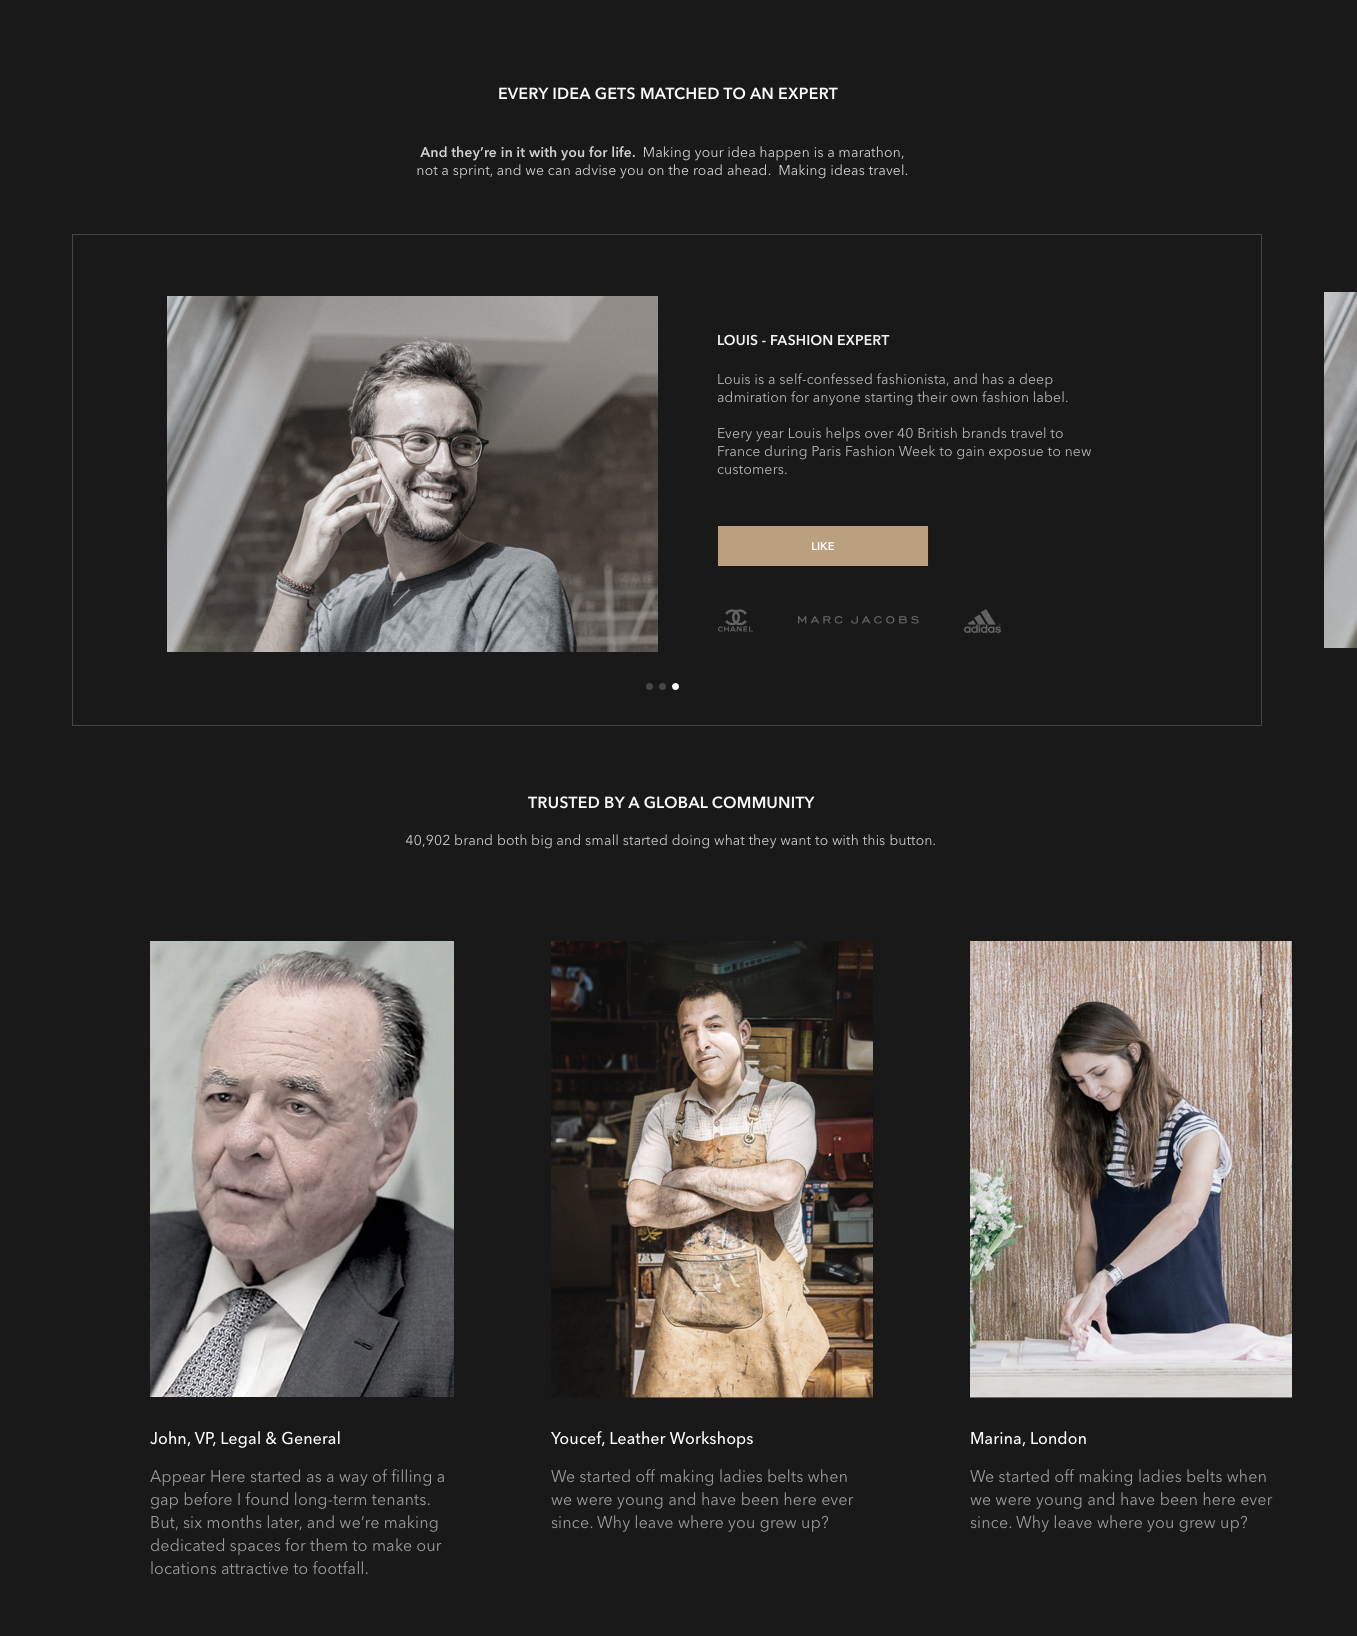 EVERY IDEA GETS MATCHED TO AN EXPERT
And they’re in it with you for life.  Making your idea happen is a marathon,
not a sprint, and we can advise you on the road ahead.  Making ideas travel.
LOUIS - FASHION EXPERT
Louis is a self-confessed fashionista, and has a deep
admiration for anyone starting their own fashion label.
Every year Louis helps over 40 British brands travel to
France during Paris Fashion Week to gain exposue to new
customers.
LIKE
CHANEL
MARC JACOBS
adidas
TRUSTED BY A GLOBAL COMMUNITY
40,902 brand both big and small started doing what they want to with this button.
John, VP, Legal & General
Appear Here started as a way of filling a
gap before I found long-term tenants.
But, six months later, and we’re making
dedicated spaces for them to make our
locations attractive to footfall.
Youcef, Leather Workshops
We started off making ladies belts when
we were young and have been here ever
since. Why leave where you grew up?
Marina, London
We started off making ladies belts when
we were young and have been here ever
since. Why leave where you grew up?